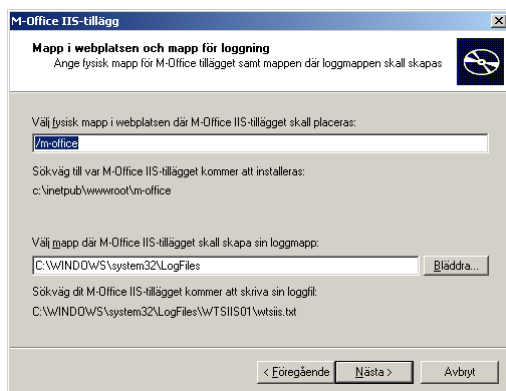 M-Office IIS-tillägg
Mapp i webplatsen och mapp för loggning
Ange fysisk mapp för M-Office tillägget samt mappen där loggmappen skall skapas
Välj fysisk mapp i webplatsen där M-Office IIS-tillägget skall placeras:
/m-office
Sökväg till var M-Office IIS-tillägget kommer att installeras:
c:\inetpub\wwwroot\m-office
Välj mapp där M-Office IIS-tillägget skall skapa sin loggmapp:
C:\WINDOWS\system32\LogFiles
Bläddra...
Sökväg dit M-Office IIS-tillägget kommer att skriva sin loggfil:
C:\WINDOWS\system32\LogFiles\WTSIIS01\wtsiis.txt
< Föregående Nästa > Avbryt